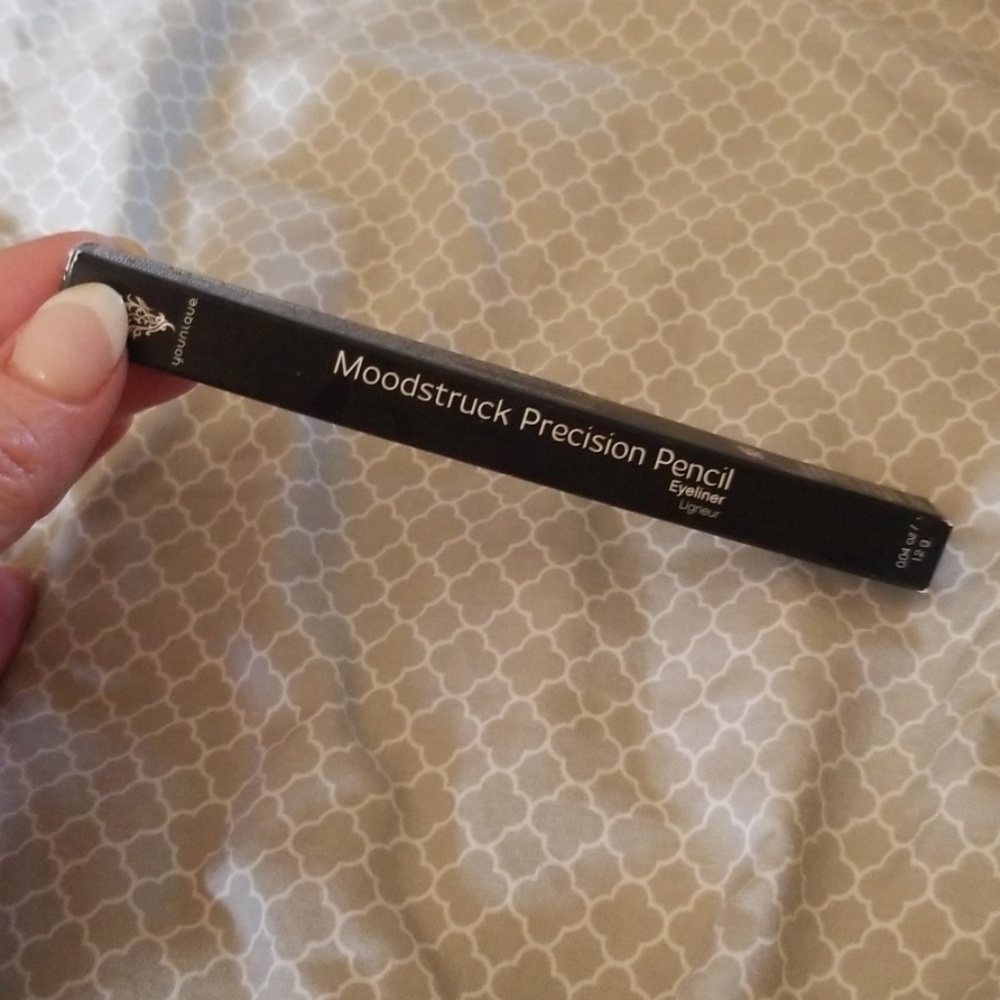 younique
Moodstruck Precision Pencil
Eyeliner
Ligneur
0.04 oz /
1.2 g